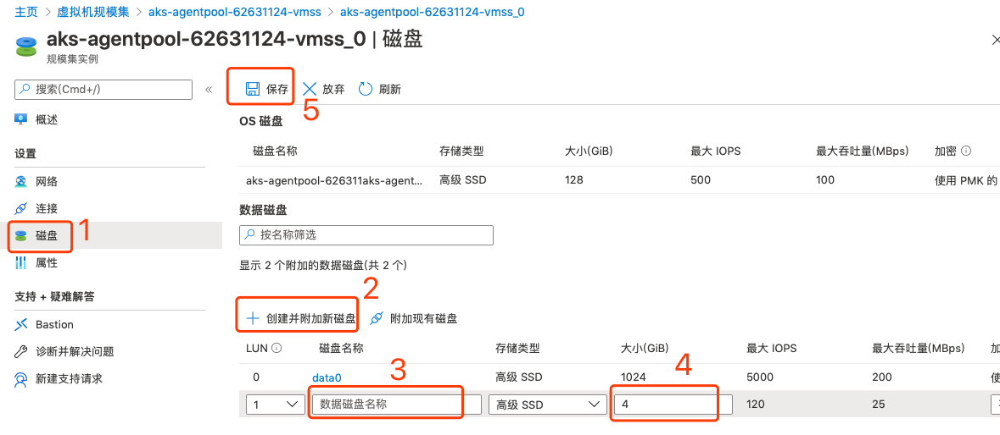 主页 > 虚拟机规模集 > aks-agentpool-62631124-vmss > aks-agentpool-62631124-vmss_0
aks-agentpool-62631124-vmss_0 | 磁盘
规模集实例
搜索(Cmd+/)
«
概述
设置
网络
连接
磁盘
1
属性
支持 + 疑难解答
Bastion
诊断并解决问题
新建支持请求
保存 放弃 刷新
5
OS 磁盘
磁盘名称 存储类型 大小(GiB) 最大 IOPS 最大吞吐量(MBps) 加密
aks-agentpool-626311aks-agent... 高级 SSD 128 500 100 使用 PMK 的
数据磁盘
按名称筛选
显示 2 个附加的数据磁盘(共 2 个)
2
+ 创建并附加新磁盘 附加现有磁盘
LUN 磁盘名称 存储类型 大小(GiB) 最大 IOPS 最大吞吐量(MBps) 加
3 4
0 data0 高级 SSD 1024 5000 200 使
1 数据磁盘名称 高级 SSD 4 120 25